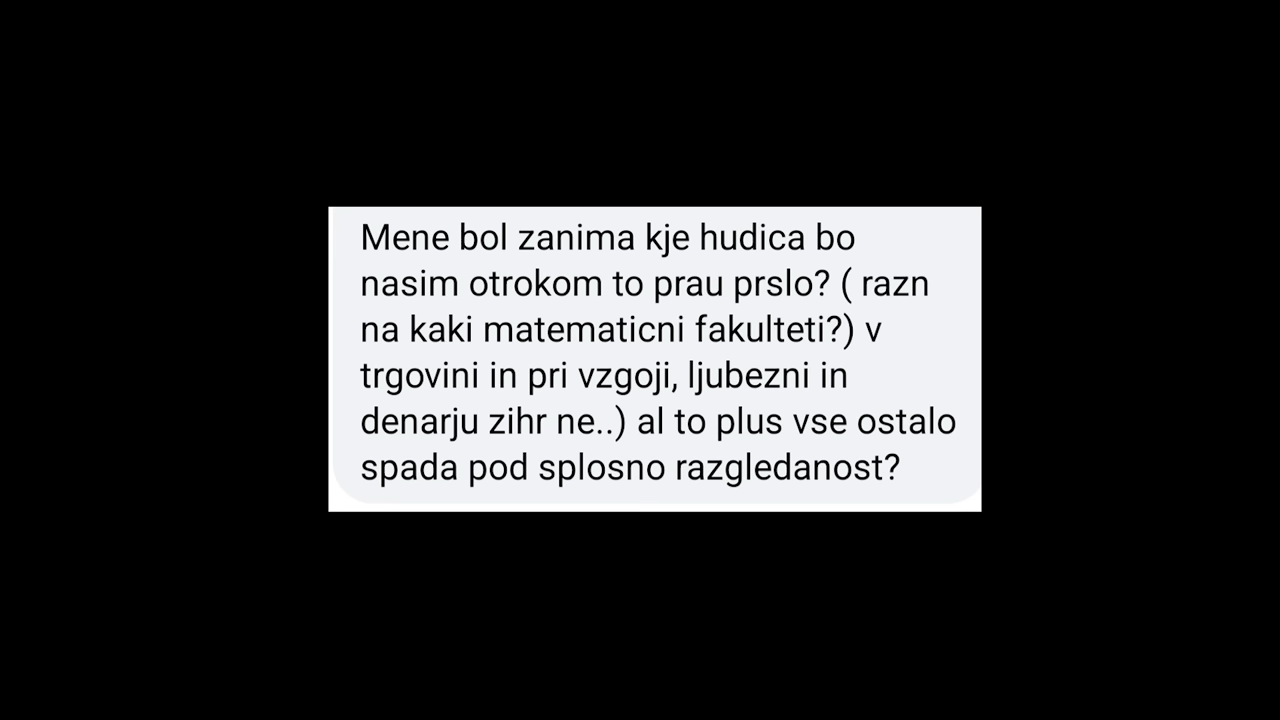 Mene bol zanima kje hudica bo
nasim otrokom to prau prslo? ( razn
na kaki matematicni fakulteti?) v
trgovini in pri vzgoji, ljubezni in
denarju zihr ne..) al to plus vse ostalo
spada pod splosno razgledanost?